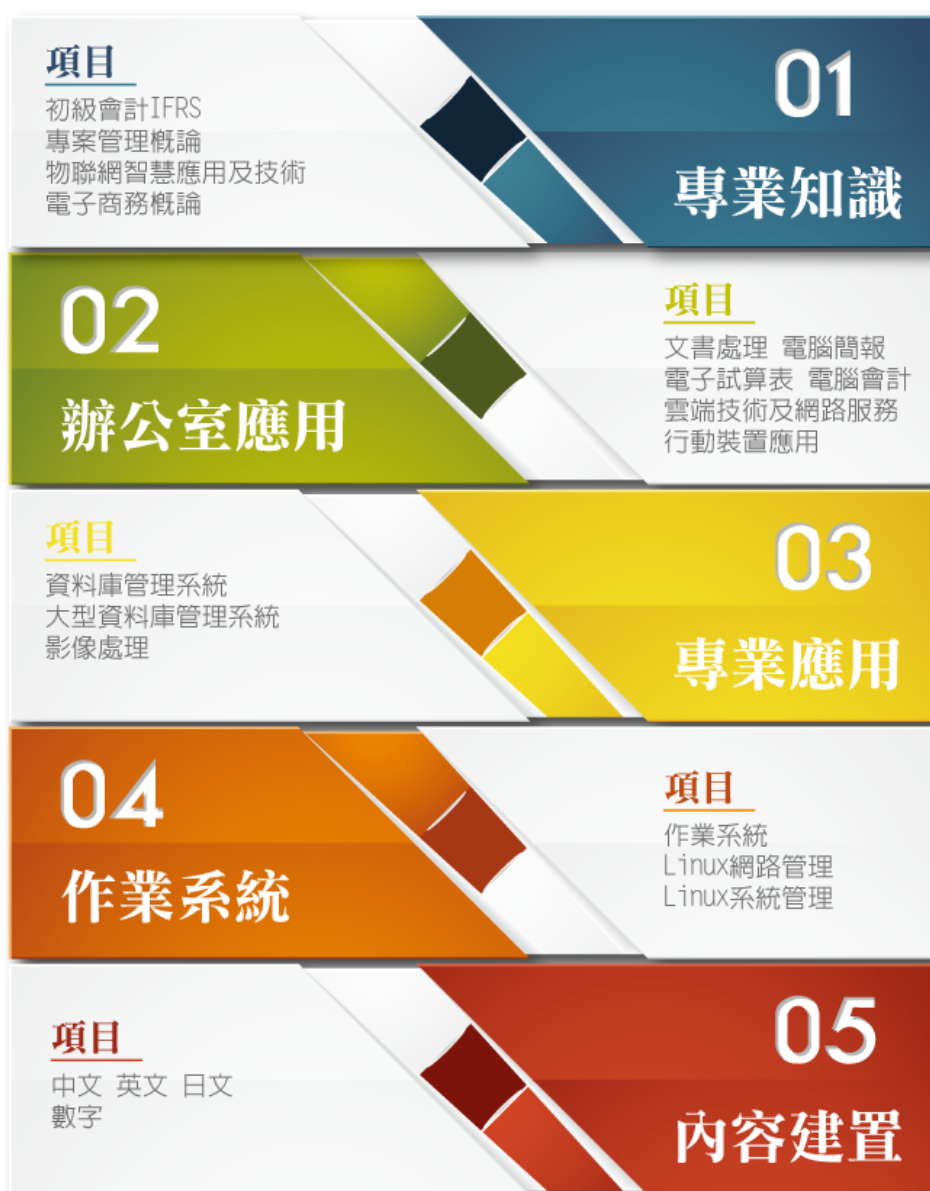 項目
初級會計IFRS
專案管理概論
物聯網智慧應用及技術
電子商務概論
01
專業知識
02
辦公室應用
項目
文書處理 電腦簡報
電子試算表 電腦會計
雲端技術及網路服務
行動裝置應用
項目
資料庫管理系統
大型資料庫管理系統
影像處理
03
專業應用
04
作業系統
項目
作業系統
Linux網路管理
Linux系統管理
項目
中文 英文 日文
數字
05
內容建置